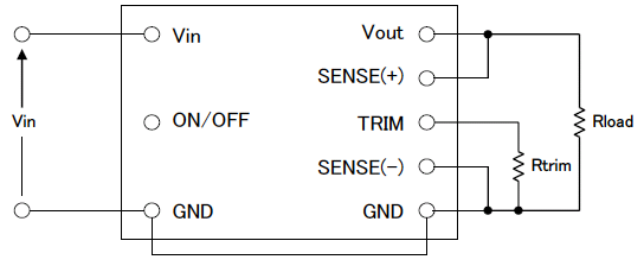 Vin
Vout
SENSE(+)
Vin
ON/OFF
TRIM
Rload
SENSE(-)
Rtrim
GND
GND